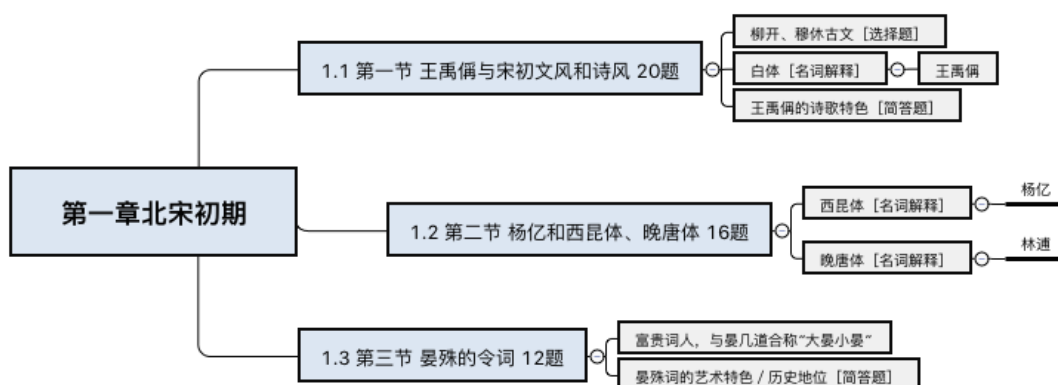 第一章北宋初期
1.1 第一节 王禹偁与宋初文风和诗风 20题
柳开、穆休古文［选择题］
白体［名词解释］
王禹偁
王禹偁的诗歌特色［简答题］
1.2 第二节 杨亿和西昆体、晚唐体 16题
西昆体［名词解释］
杨亿
晚唐体［名词解释］
林逋
1.3 第三节 晏殊的令词 12题
富贵词人，与晏几道合称“大晏小晏”
晏殊词的艺术特色 / 历史地位［简答题］